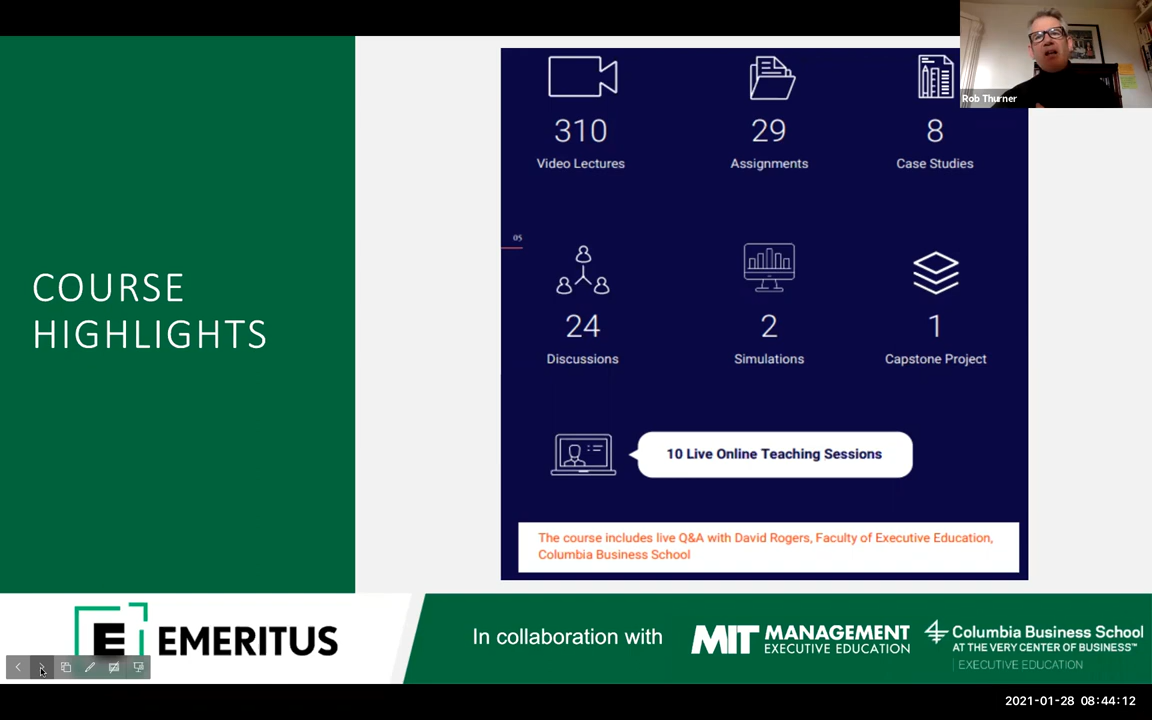 Rob Thurner
310
29
8
Video Lectures
Assignments
Case Studies
05
COURSE
HIGHLIGHTS
24
2
1
Discussions
Simulations
Capstone Project
10 Live Online Teaching Sessions
The course includes live Q&A with David Rogers, Faculty of Executive Education,
Columbia Business School
E EMERITUS
In collaboration with
MIT MANAGEMENT
EXECUTIVE EDUCATION
Columbia Business School
AT THE VERY CENTER OF BUSINESS™
EXECUTIVE EDUCATION
2021-01-28 08:44:12